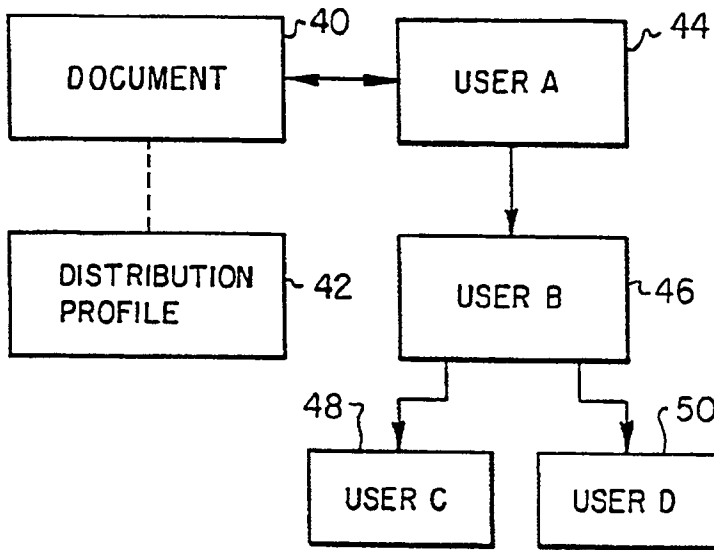 40
DOCUMENT
44
USER A
DISTRIBUTION
PROFILE
42
USER B
46
48
USER C
50
USER D